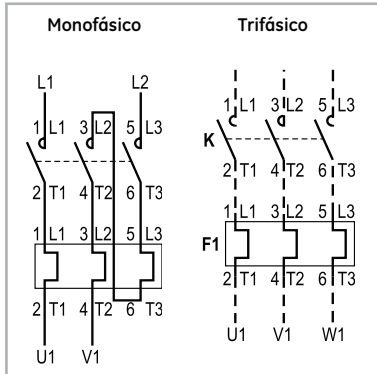 Monofásico Trifásico
L1 L2
1 L1 3 L2 5 L3 1 L1 3 L2 5 L3
K
2 T1 4 T2 6 T3 2 T1 4 T2 6 T3
1 L1 3 L2 5 L3 1 L1 3 L2 5 L3
F1
2 T1 4 T2 6 T3 2 T1 4 T2 6 T3
U1 V1 U1 V1 W1